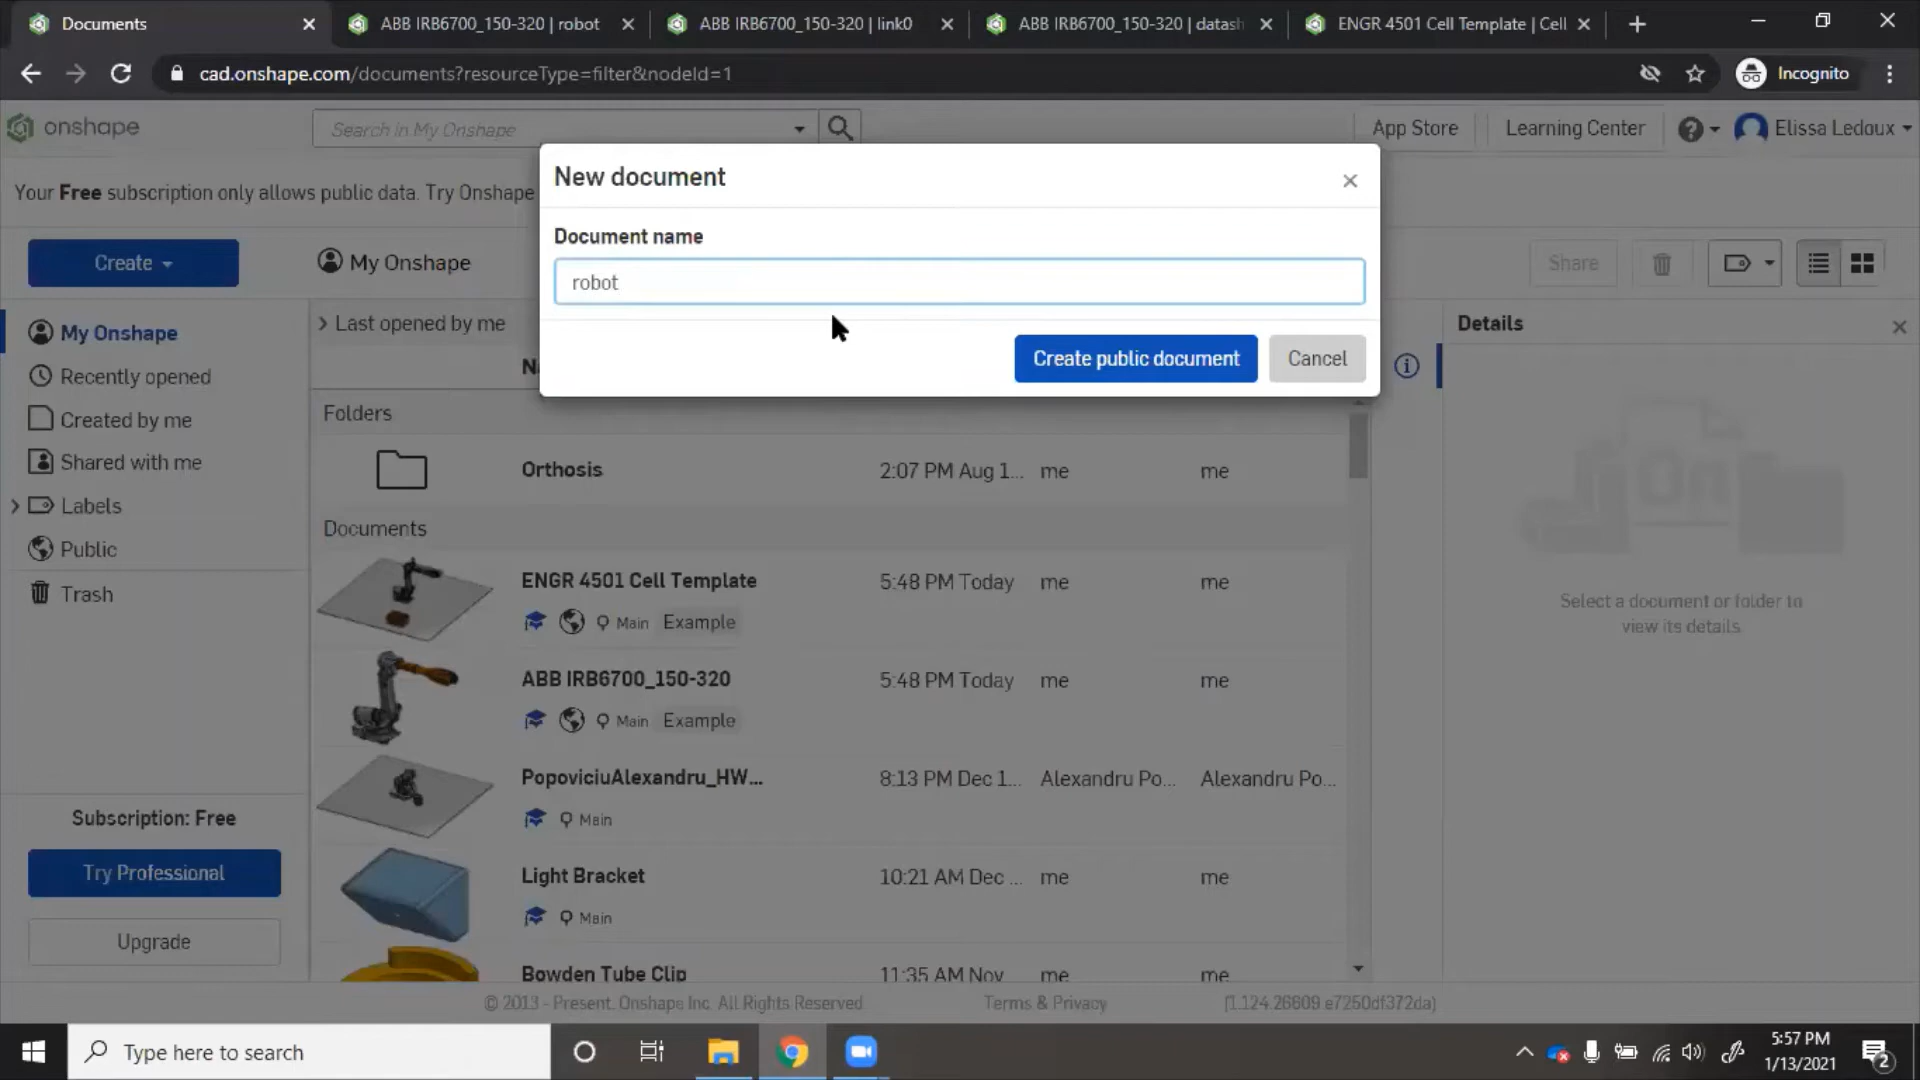 Documents
ABB IRB6700_150-320 | robot
ABB IRB6700_150-320 | link0
ABB IRB6700_150-320 | datash
ENGR 4501 Cell Template | Cell
cad.onshape.com/documents?resourceType=filter&nodeId=1
Incognito
onshape
Search in My Onshape
App Store
Learning Center
Elissa Ledoux
Your Free subscription only allows public data. Try Onshape
New document
Document name
robot
Create public document
Cancel
Create
My Onshape
Share
My Onshape
Recently opened
Created by me
Shared with me
Labels
Public
Trash
Last opened by me
Details
Folders
Orthosis 2:07 PM Aug 1... me me
Documents
ENGR 4501 Cell Template 5:48 PM Today me me
Main Example
ABB IRB6700_150-320 5:48 PM Today me me
Main Example
PopoviciuAlexandru_HW... 8:13 PM Dec 1... Alexandru Po... Alexandru Po...
Main
Light Bracket 10:21 AM Dec ... me me
Main
Bowden Tube Clip 11:35 AM Nov me me
Select a document or folder to
view its details.
Subscription: Free
Try Professional
Upgrade
© 2013 - Present. Onshape Inc. All Rights Reserved
Terms & Privacy
(1.124.26609.e7250df372da)
Type here to search
5:57 PM
1/13/2021
2